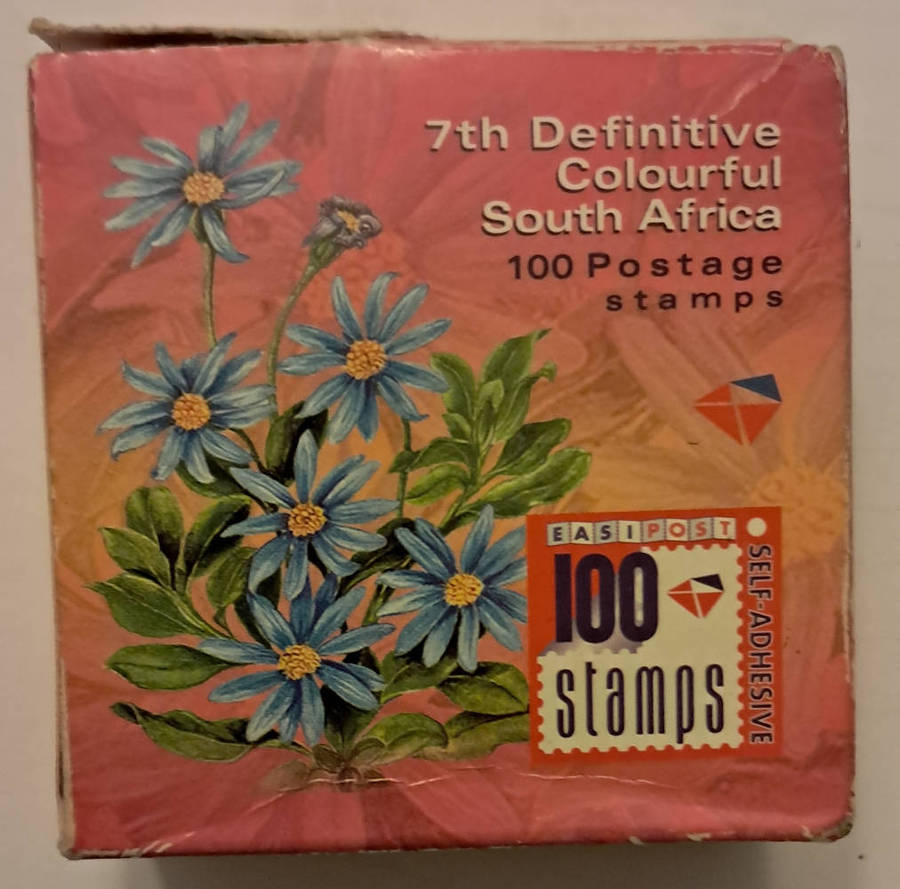 7th Definitive
Colourful
South Africa
100 Postage
stamps
EASIPOST
100
stamps
SELF-ADHESIVE